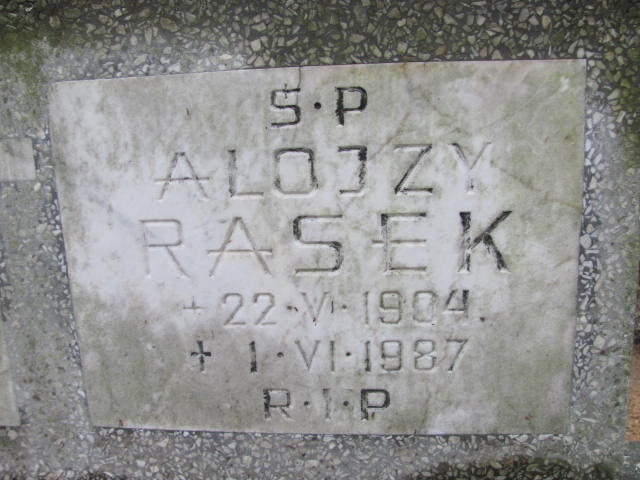 S·P
ALOJZY
RASEK
+ 22·VI·1904.
+ 1·VI·1987
R·I·P